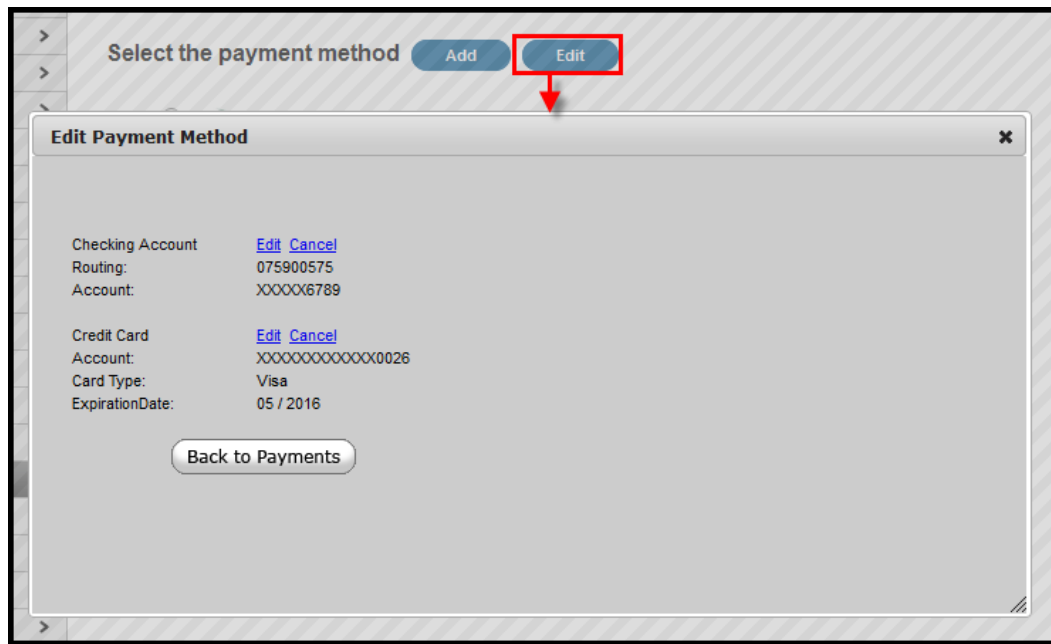 Select the payment method Add Edit
Edit Payment Method
Checking Account Edit Cancel
Routing: 075900575
Account: XXXXX6789
Credit Card Edit Cancel
Account: XXXXXXXXXXXX0026
Card Type: Visa
ExpirationDate: 05 / 2016
Back to Payments